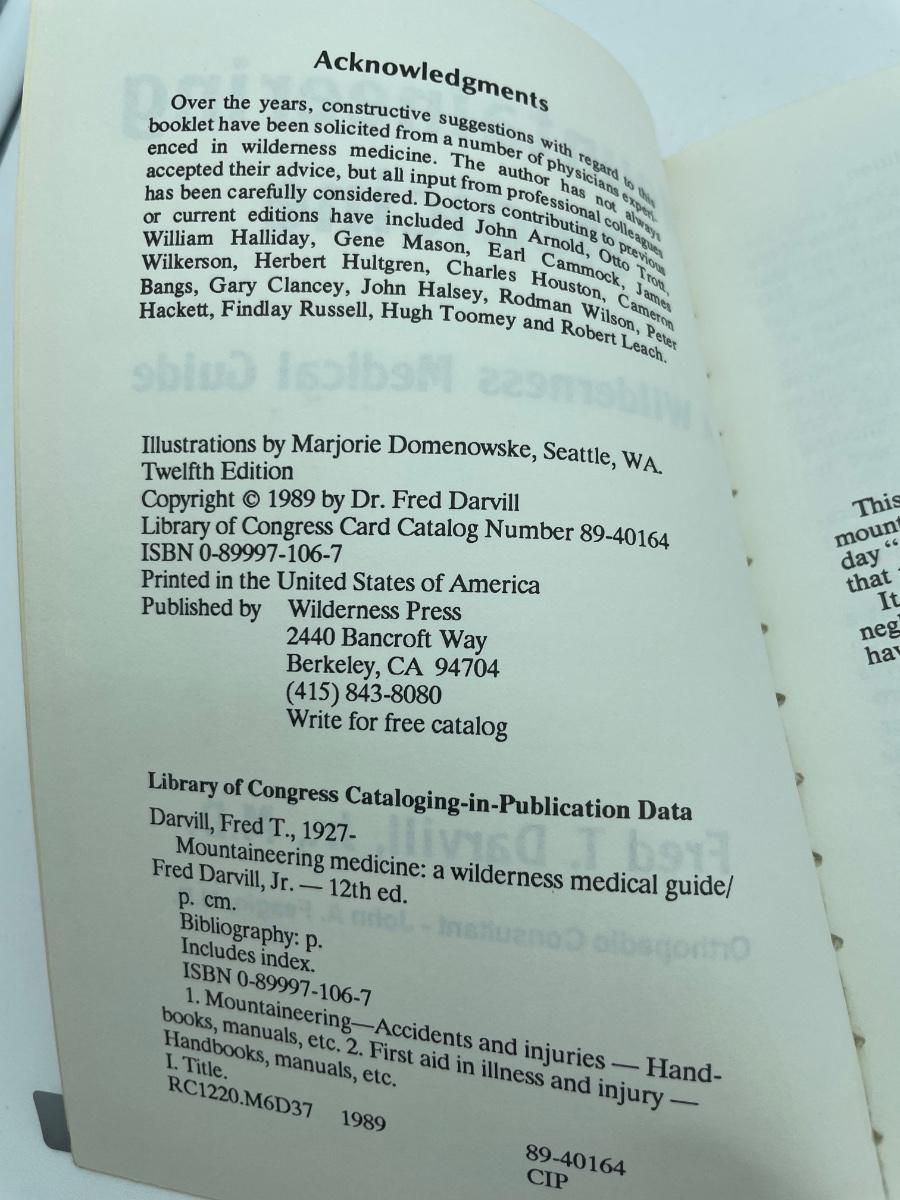 Acknowledgments
Over the years, constructive suggestions with regard to this
booklet have been solicited from a number of physicians experi-
enced in wilderness medicine. The author has not always
accepted their advice, but all input from professional colleagues
has been carefully considered. Doctors contributing to previous
or current editions have included John Arnold, Otto Trott,
William Halliday, Gene Mason, Earl Cammock, James
Wilkerson, Herbert Hultgren, Charles Houston, Cameron
Bangs, Gary Clancey, John Halsey, Rodman Wilson, Peter
Hackett, Findlay Russell, Hugh Toomey and Robert Leach.
Illustrations by Marjorie Domenowske, Seattle, WA.
Twelfth Edition
Copyright © 1989 by Dr. Fred Darvill
Library of Congress Card Catalog Number 89-40164
ISBN 0-89997-106-7
Printed in the United States of America
Published by Wilderness Press
2440 Bancroft Way
Berkeley, CA 94704
(415) 843-8080
Write for free catalog
Library of Congress Cataloging-in-Publication Data
Darvill, Fred T., 1927-
Mountaineering medicine: a wilderness medical guide/
Fred Darvill, Jr. — 12th ed.
p. cm.
Bibliography: p.
Includes index.
ISBN 0-89997-106-7
1. Mountaineering—Accidents and injuries — Hand-
books, manuals, etc. 2. First aid in illness and injury —
Handbooks, manuals, etc.
I. Title.
RC1220.M6D37 1989
89-40164
CIP
This
mount
day “
that
It
neg
hav